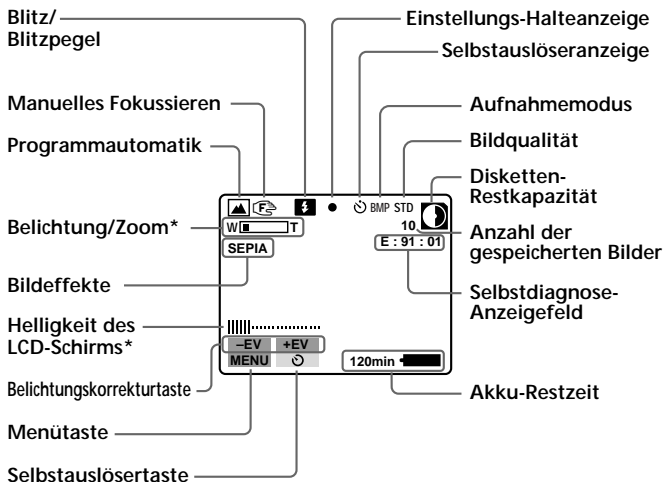 Blitz/
Blitzpegel
Einstellungs-Halteanzeige
Selbstauslöseranzeige
Manuelles Fokussieren
Aufnahmemodus
Programmautomatik
Bildqualität
Disketten-
Restkapazität
Belichtung/Zoom*
Anzahl der
gespeicherten Bilder
Bildeffekte
Selbstdiagnose-
Anzeigefeld
Helligkeit des
LCD-Schirms*
Belichtungskorrekturtaste
Akku-Restzeit
Menütaste
Selbstauslösertaste
F
BMP STD
W T
10
SEPIA
E : 91 : 01
–EV +EV
MENU
120min